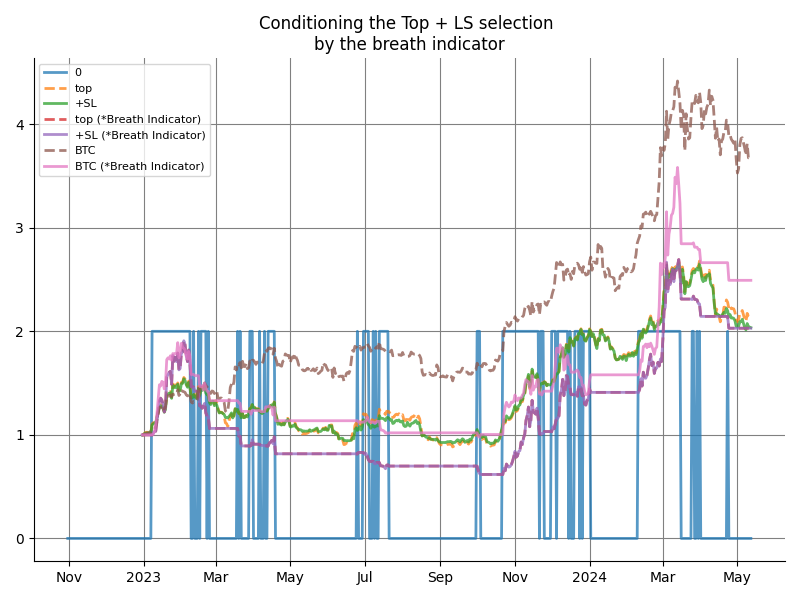 Conditioning the Top + LS selection
by the breath indicator
0
top
+SL
top (*Breath Indicator)
+SL (*Breath Indicator)
BTC
BTC (*Breath Indicator)
4
3
2
1
0
Nov
2023
Mar
May
Jul
Sep
Nov
2024
Mar
May